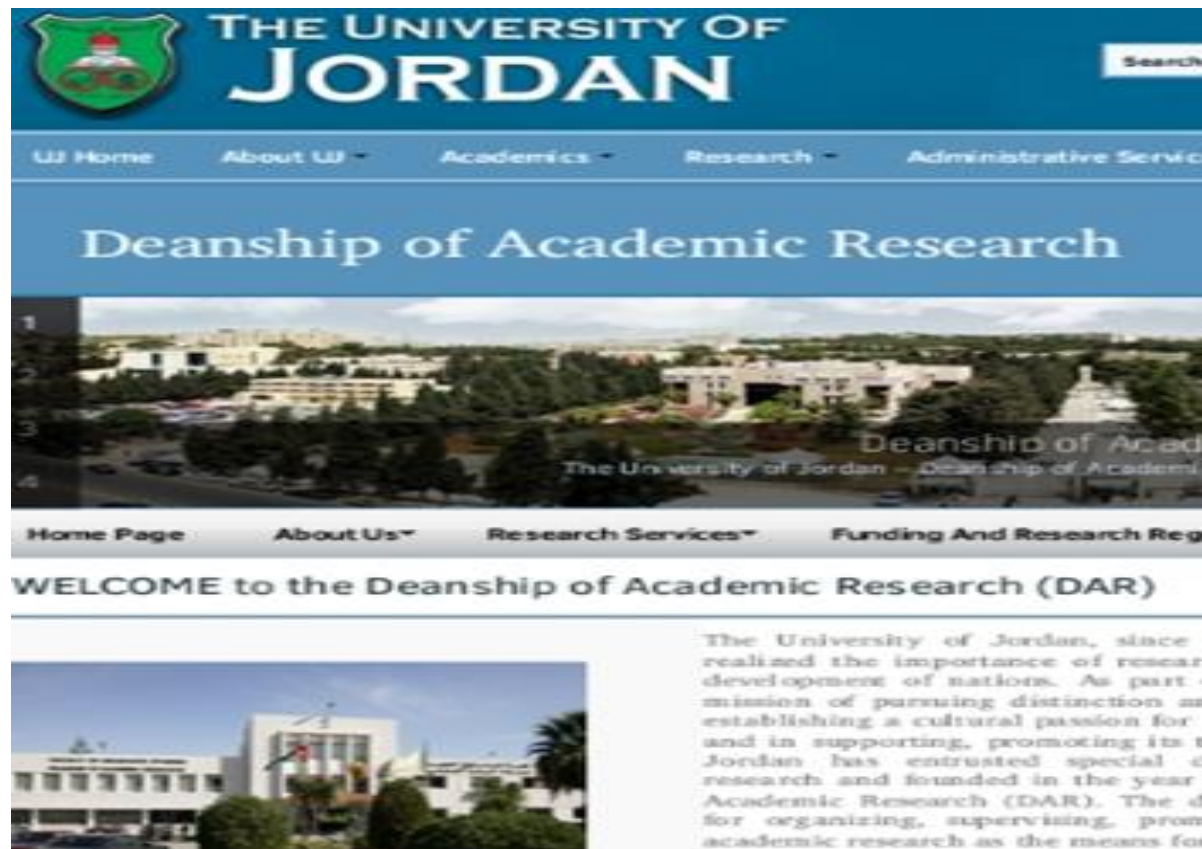 THE UNIVERSITY OF
JORDAN
Search
UJ Home About UJ Academics Research Administrative Servic
Deanship of Academic Research
1
2
3
4
Deanship of Acad
The University of Jordan - Deanship of Academi
Home Page About Us Research Services Funding And Research Reg
WELCOME to the Deanship of Academic Research (DAR)
The University of Jordan, since
realized the importance of resear
development of nations. As part
mission of pursuing distinction an
establishing a cultural passion for
and in supporting, promoting its
Jordan has entrusted special
research and founded in the year
Academic Research (DAR). The d
for organizing, supervising, prom
academic research as the means fo